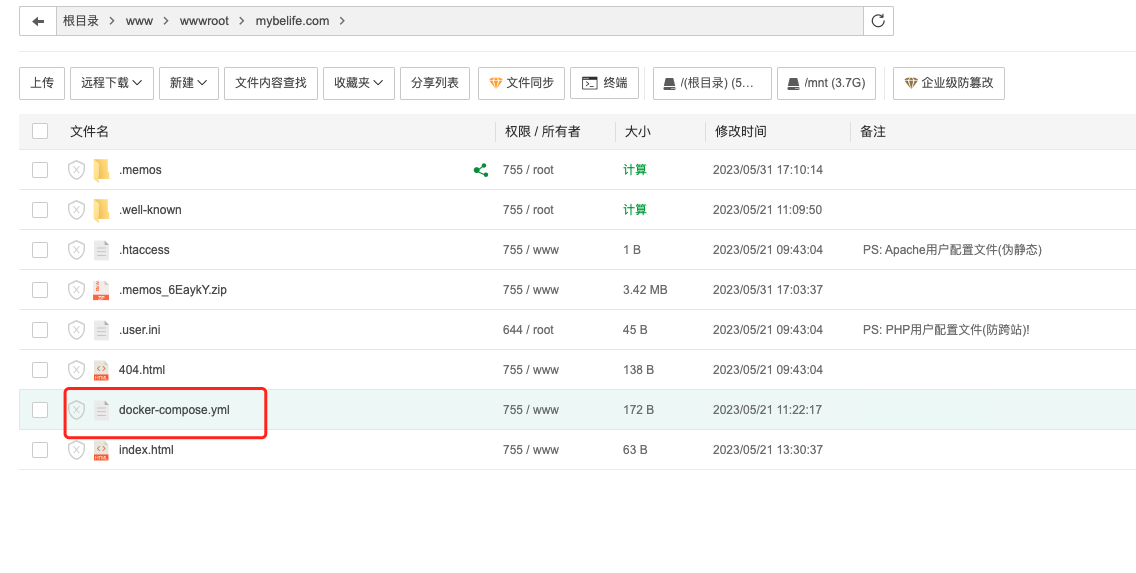 根目录 www wwwroot mybelife.com
上传 远程下载 新建 文件内容查找 收藏夹 分享列表 文件同步 终端 /(根目录) (5... /mnt (3.7G) 企业级防篡改
文件名 权限 / 所有者 大小 修改时间 备注
.memos 755 / root 计算 2023/05/31 17:10:14
.well-known 755 / root 计算 2023/05/21 11:09:50
.htaccess 755 / www 1 B 2023/05/21 09:43:04 PS: Apache用户配置文件(伪静态)
.memos_6EaykY.zip 755 / www 3.42 MB 2023/05/31 17:03:37
.user.ini 644 / root 45 B 2023/05/21 09:43:04 PS: PHP用户配置文件(防跨站)!
404.html 755 / www 138 B 2023/05/21 09:43:04
docker-compose.yml 755 / www 172 B 2023/05/21 11:22:17
index.html 755 / www 63 B 2023/05/21 13:30:37